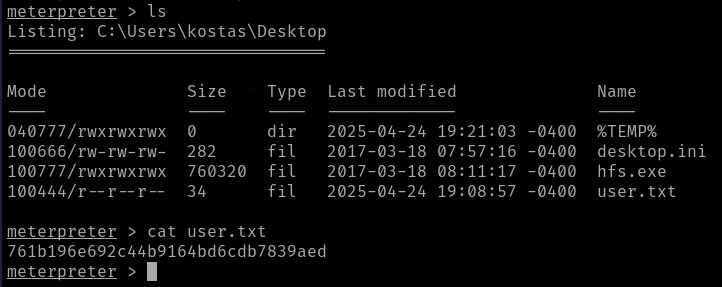 meterpreter > ls
Listing: C:\Users\kostas\Desktop
================================
Mode              Size    Type  Last modified              Name
----              ----    ----  -------------              ----
040777/rwxrwxrwx  0       dir   2025-04-24 19:21:03 -0400  %TEMP%
100666/rw-rw-rw-  282     fil   2017-03-18 07:57:16 -0400  desktop.ini
100777/rwxrwxrwx  760320  fil   2017-03-18 08:11:17 -0400  hfs.exe
100444/r--r--r--  34      fil   2025-04-24 19:08:57 -0400  user.txt
meterpreter > cat user.txt
761b196e692c44b9164bd6cdb7839aed
meterpreter >